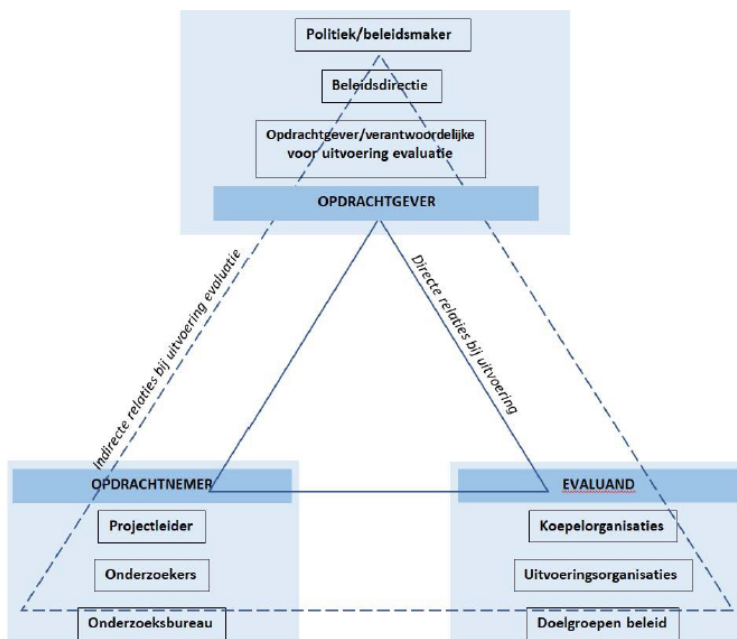 Politiek/beleidsmaker
Beleidsdirectie
Opdrachtgever/verantwoordelijke
voor uitvoering evaluatie
OPDRACHTGEVER
Indirecte relaties bij uitvoering evaluatie
Directe relaties bij uitvoering
OPDRACHTNEMER
Projectleider
Onderzoekers
Onderzoeksbureau
EVALUAND
Koepelorganisaties
Uitvoeringsorganisaties
Doelgroepen beleid